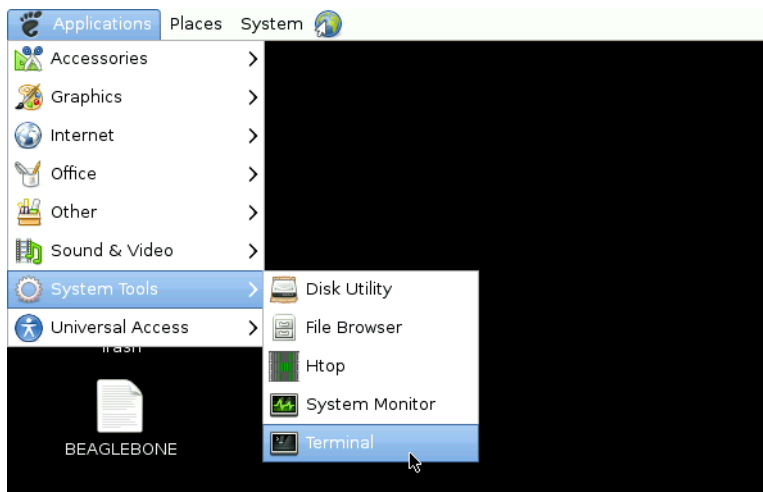 Applications Places System
Accessories
Graphics
Internet
Office
Other
Sound & Video
System Tools
Disk Utility
Universal Access
File Browser
Trash
Htop
System Monitor
Terminal
BEAGLEBONE